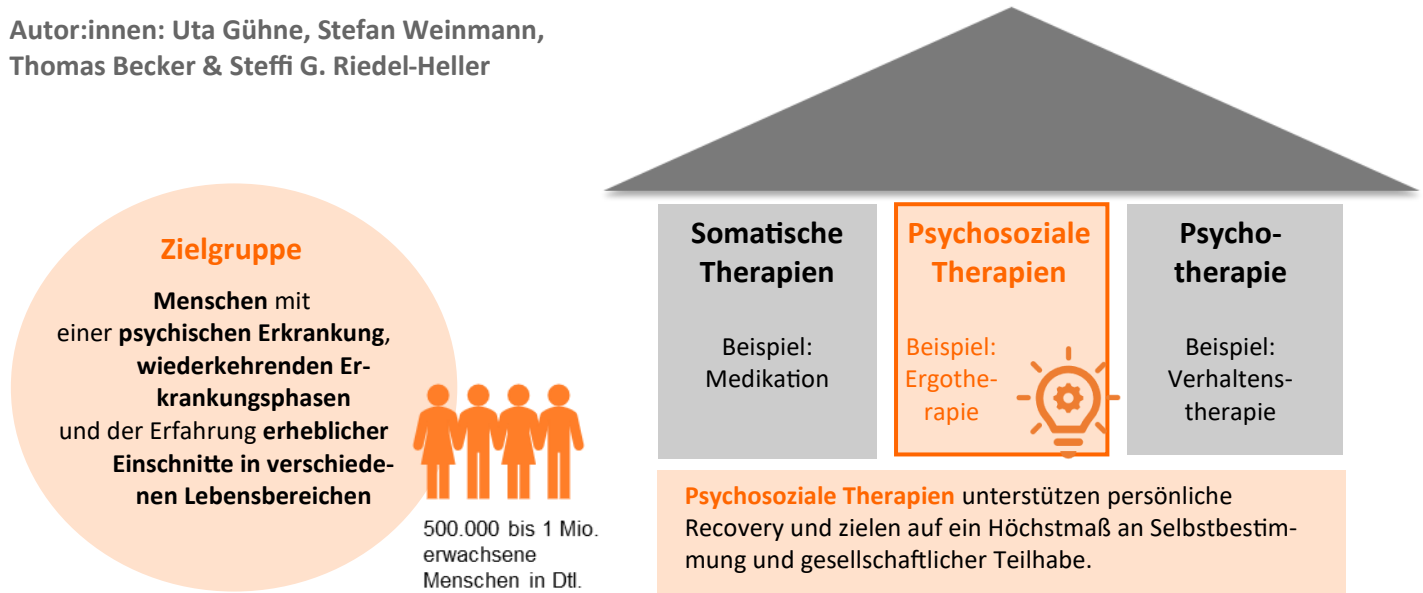 Autor:innen: Uta Gühne, Stefan Weinmann,
Thomas Becker & Steffi G. Riedel-Heller
Zielgruppe
Menschen mit
einer psychischen Erkrankung,
wiederkehrenden Er-
krankungsphasen
und der Erfahrung erheblicher
Einschnitte in verschiede-
nen Lebensbereichen
500.000 bis 1 Mio.
erwachsene
Menschen in Dtl.
Somatische
Therapien
Beispiel:
Medikation
Psychosoziale
Therapien
Beispiel:
Ergothe-
rapie
Psycho-
therapie
Beispiel:
Verhaltens-
therapie
Psychosoziale Therapien unterstützen persönliche
Recovery und zielen auf ein Höchstmaß an Selbstbestim-
mung und gesellschaftlicher Teilhabe.